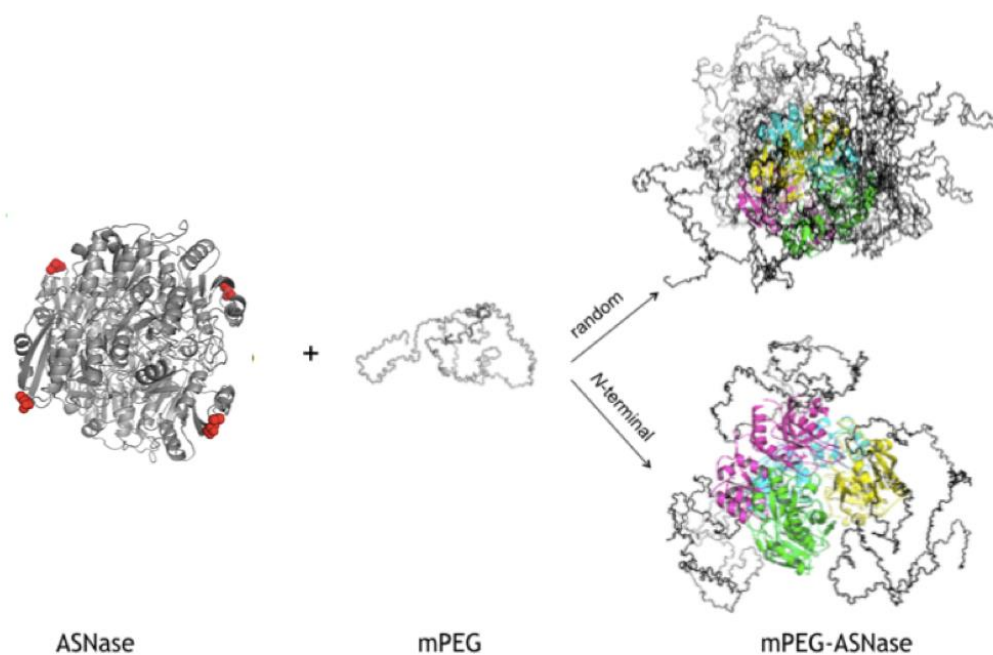 random
+
N-terminal
ASNase
mPEG
mPEG-ASNase